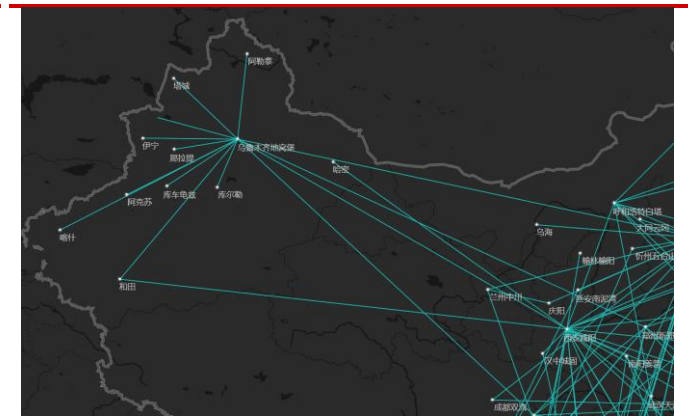 阿勒泰
塔城
伊宁
那拉提
乌鲁木齐地窝堡
哈密
阿克苏
库车龟兹
库尔勒
喀什
和田
呼和浩特白塔
大同云冈
乌海
忻州五台山
榆林榆阳
兰州中川
延安南泥湾
庆阳
西安咸阳
汉中城固
成都双流